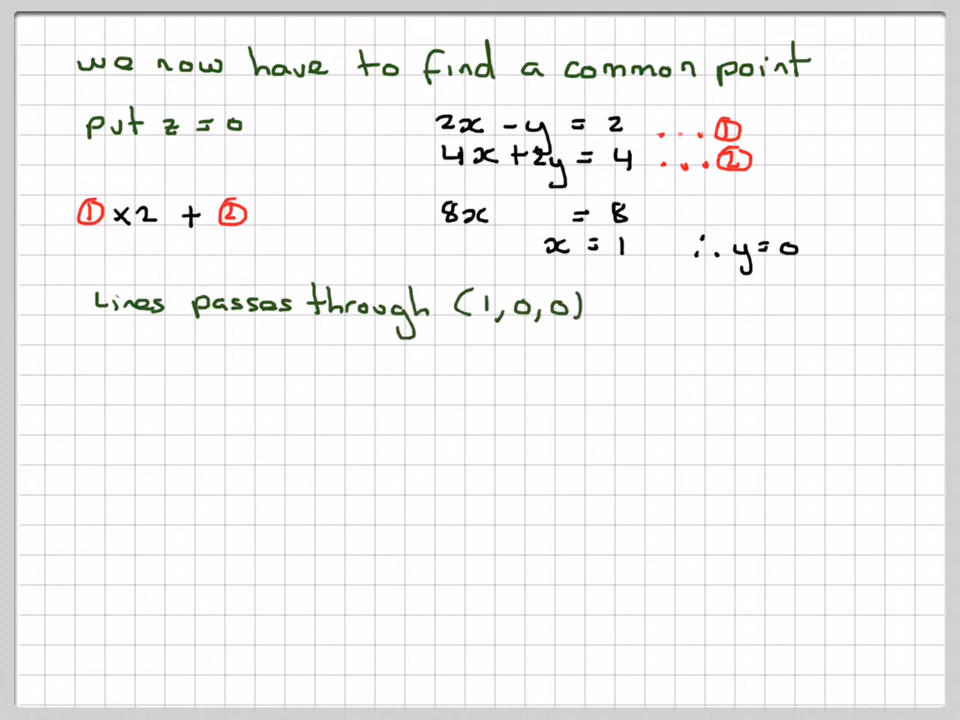 we now have to find a common point
put z = 0 2x - y = 2 ...①
4x + 2y = 4 ...②
① x 2 + ② 8x = 8
x = 1 ∴ y = 0
Lines passes through (1, 0, 0)